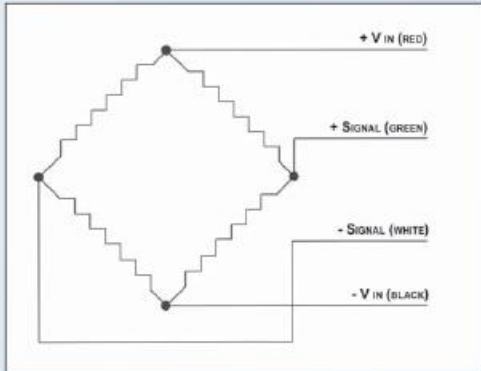 + V IN (RED)
+ SIGNAL (GREEN)
- SIGNAL (WHITE)
- V IN (BLACK)